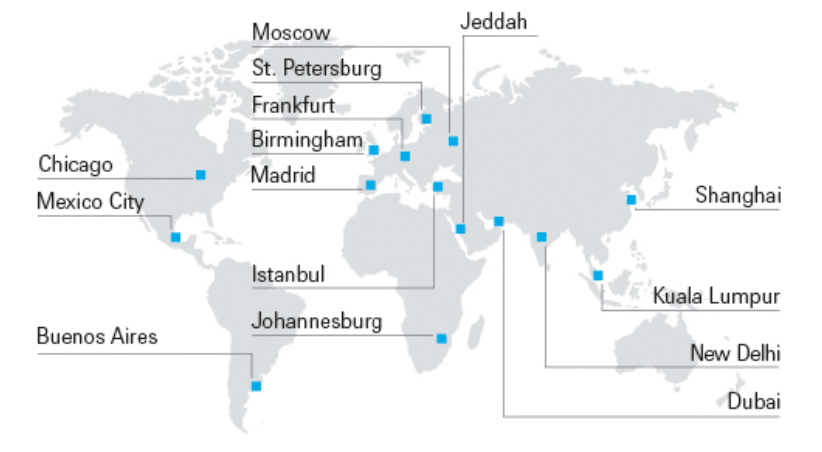 Jeddah
Moscow
St. Petersburg
Frankfurt
Birmingham
Madrid
Chicago
Mexico City
Shanghai
Istanbul
Kuala Lumpur
Johannesburg
Buenos Aires
New Delhi
Dubai